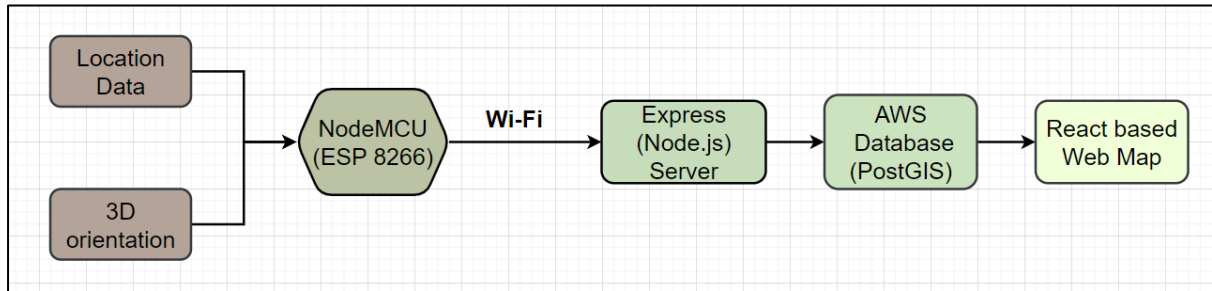 Location
Data
3D
orientation
NodeMCU
(ESP 8266)
Wi-Fi
Express
(Node.js)
Server
AWS
Database
(PostGIS)
React based
Web Map